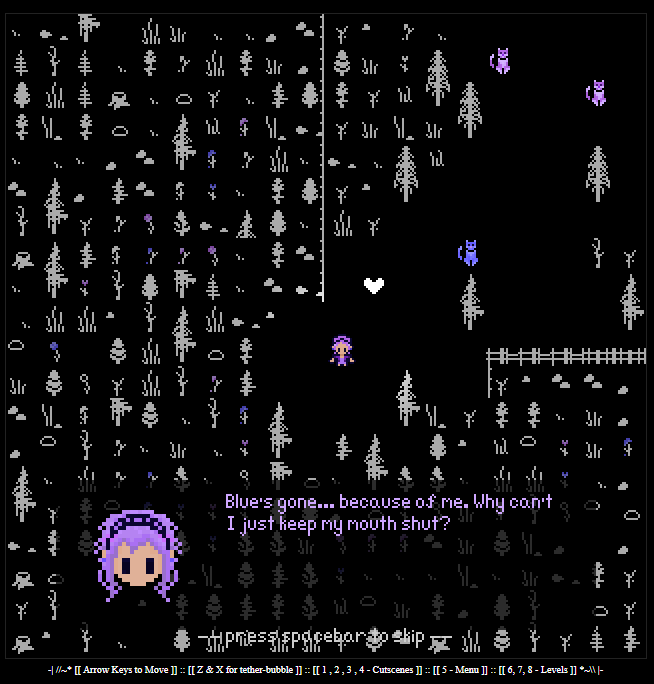 Blue's gone... because of me. Why can't
I just keep my mouth shut?
-- press spacebar to skip --
-| //~* [[ Arrow Keys to Move ]] :: [[ Z & X for tether-bubble ]] :: [[ 1 , 2 , 3 , 4 - Cutscenes ]] :: [[ 5 - Menu ]] :: [[ 6, 7, 8 - Levels ]] *~\\ |-